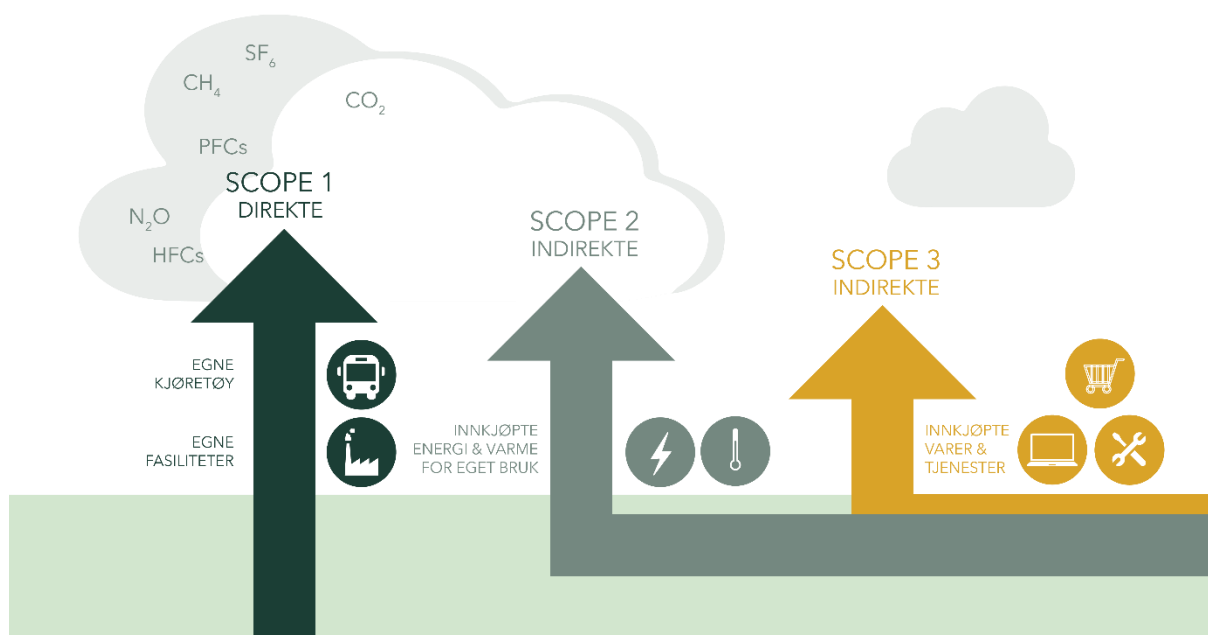 SF₆
CH₄
CO₂
PFCs
N₂O
HFCs
SCOPE 1
DIREKTE
EGNE
KJØRETØY
EGNE
FASILITETER
SCOPE 2
INDIREKTE
INNKJØPTE
ENERGI & VARME
FOR EGET BRUK
SCOPE 3
INDIREKTE
INNKJØPTE
VARER &
TJENESTER